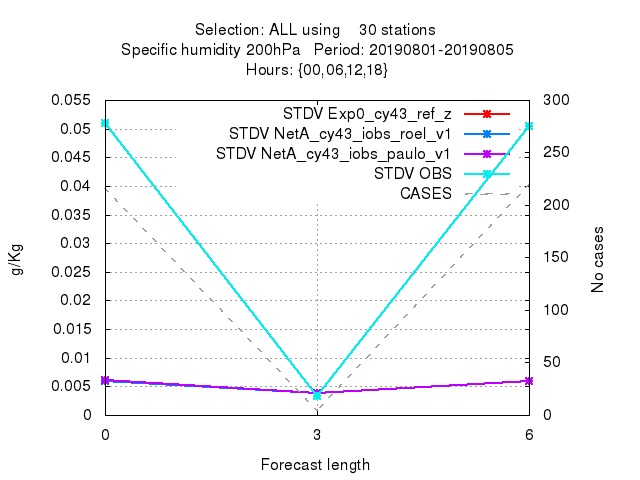 Selection: ALL using    30 stations
Specific humidity 200hPa   Period: 20190801-20190805
Hours: {00,06,12,18}
STDV Exp0_cy43_ref_z
STDV NetA_cy43_iobs_roel_v1
STDV NetA_cy43_iobs_paulo_v1
STDV OBS
CASES
0.055
0.05
0.045
0.04
0.035
0.03
0.025
0.02
0.015
0.01
0.005
0
g/Kg
300
250
200
150
100
50
0
No cases
0 3 6
Forecast length